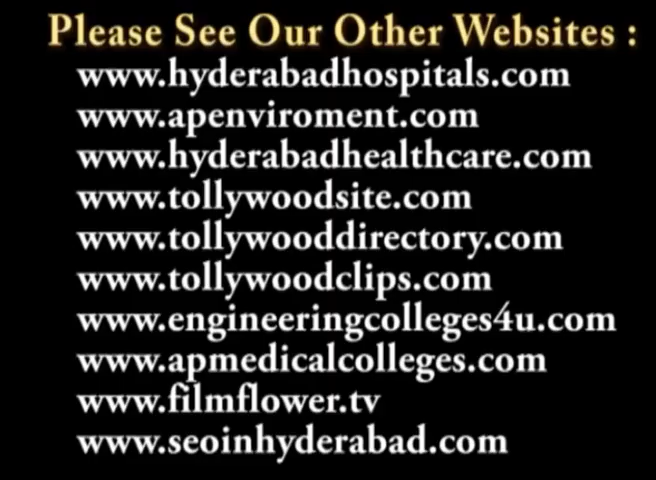 Please See Our Other Websites :
www.hyderabadhospitals.com
www.apenviroment.com
www.hyderabadhealthcare.com
www.tollywoodsite.com
www.tollywooddirectory.com
www.tollywoodclips.com
www.engineeringcolleges4u.com
www.apmedicalcolleges.com
www.filmflower.tv
www.seoinhyderabad.com